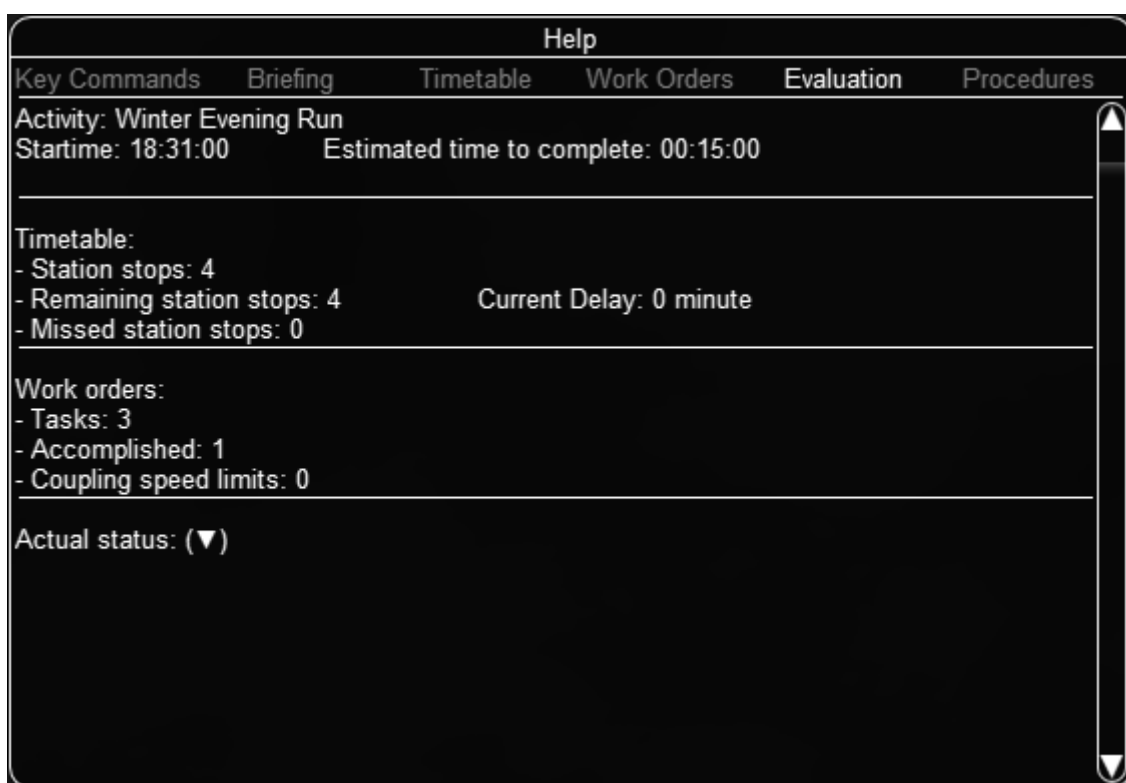 Help
Key Commands Briefing Timetable Work Orders Evaluation Procedures
Activity: Winter Evening Run
Startime: 18:31:00 Estimated time to complete: 00:15:00
Timetable:
- Station stops: 4
- Remaining station stops: 4 Current Delay: 0 minute
- Missed station stops: 0
Work orders:
- Tasks: 3
- Accomplished: 1
- Coupling speed limits: 0
Actual status: (▼)